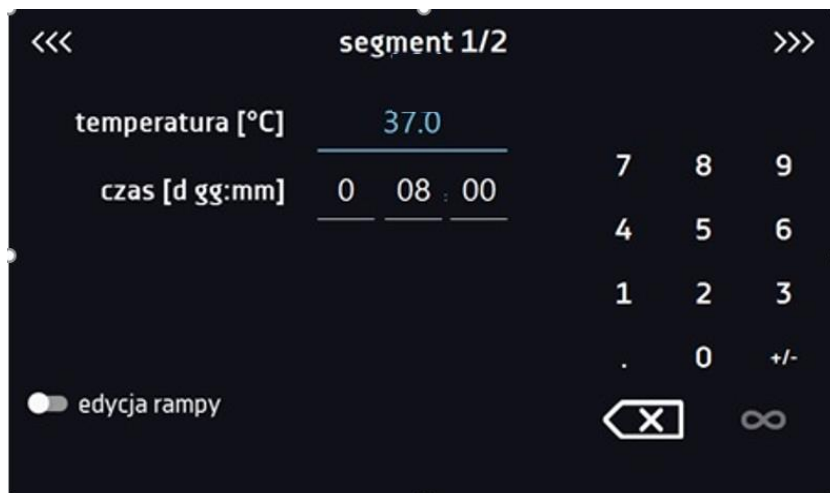 <<< segment 1/2 >>>
temperatura [°C] 37.0
czas [d gg:mm] 0 08 : 00
7 8 9
4 5 6
1 2 3
. 0 +/-
edycja rampy
∞